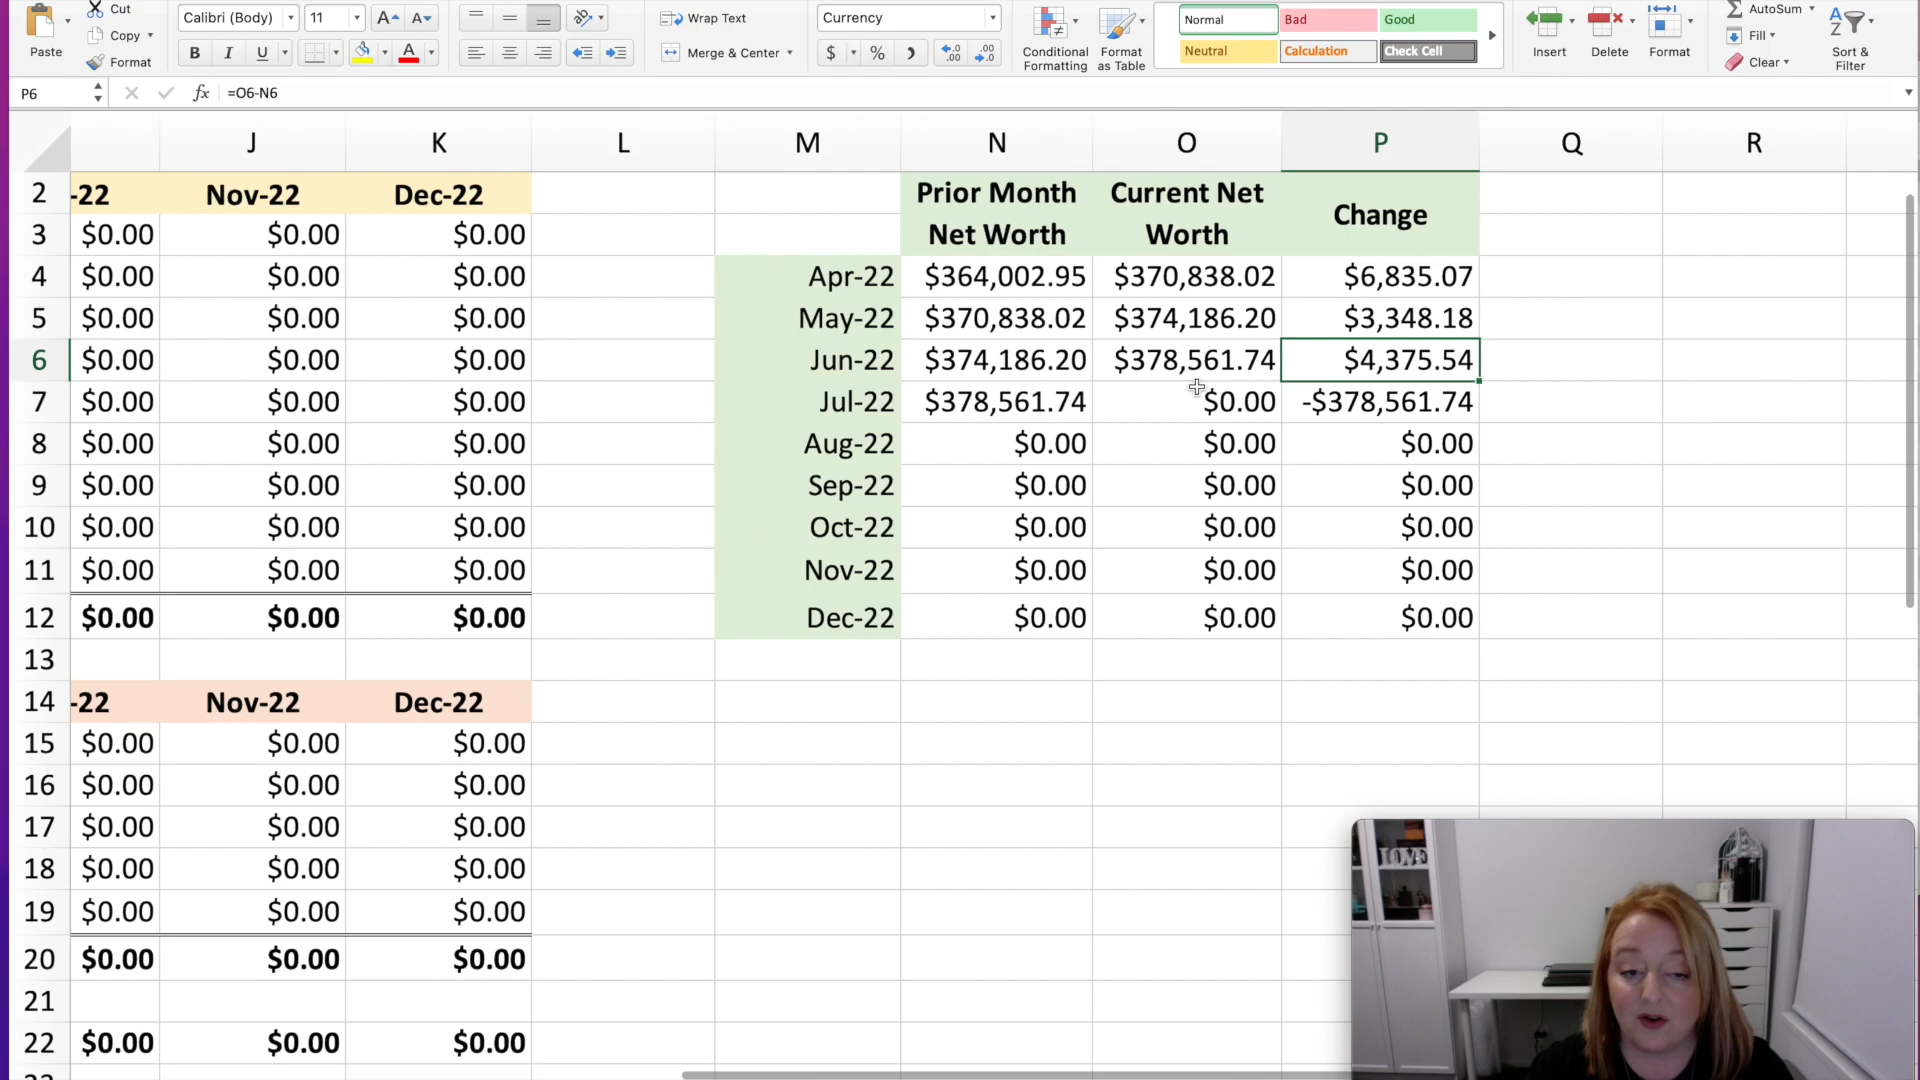 Cut
Calibri (Body) 11 A A
Wrap Text
Currency
Normal Bad Good
AutoSum
Paste
Copy
Format
B I U A
Merge & Center
$ % )
Conditional Formatting
Format as Table
Neutral Calculation Check Cell
Insert Delete Format
Fill
Clear
Sort & Filter
P6 fx =O6-N6
J K L M N O P Q R
2 -22 Nov-22 Dec-22 Prior Month Current Net Change
3 $0.00 $0.00 $0.00 Net Worth Worth
4 $0.00 $0.00 $0.00 Apr-22 $364,002.95 $370,838.02 $6,835.07
5 $0.00 $0.00 $0.00 May-22 $370,838.02 $374,186.20 $3,348.18
6 $0.00 $0.00 $0.00 Jun-22 $374,186.20 $378,561.74 $4,375.54
7 $0.00 $0.00 $0.00 Jul-22 $378,561.74 $0.00 -$378,561.74
8 $0.00 $0.00 $0.00 Aug-22 $0.00 $0.00 $0.00
9 $0.00 $0.00 $0.00 Sep-22 $0.00 $0.00 $0.00
10 $0.00 $0.00 $0.00 Oct-22 $0.00 $0.00 $0.00
11 $0.00 $0.00 $0.00 Nov-22 $0.00 $0.00 $0.00
12 $0.00 $0.00 $0.00 Dec-22 $0.00 $0.00 $0.00
13
14 -22 Nov-22 Dec-22
15 $0.00 $0.00 $0.00
16 $0.00 $0.00 $0.00
17 $0.00 $0.00 $0.00
18 $0.00 $0.00 $0.00
19 $0.00 $0.00 $0.00
20 $0.00 $0.00 $0.00
21
22 $0.00 $0.00 $0.00